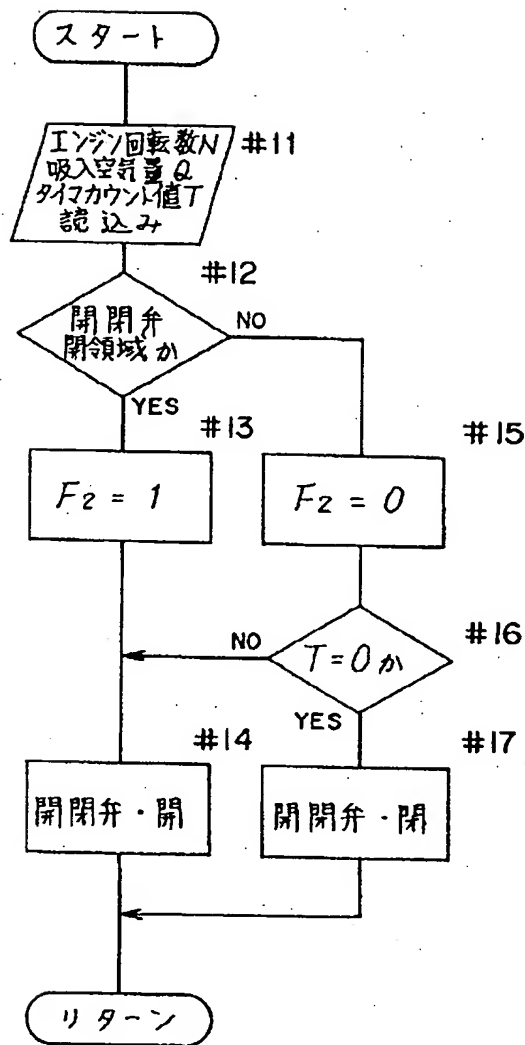 スタート
エンジン回転数N
吸入空気量Q
タイマカウント値T
読込み
#11
#12
開閉弁
開領域か
NO
YES
#13
F2 = 1
#15
F2 = 0
#16
T=0か
NO
YES
#14
開閉弁・開
#17
開閉弁・閉
リターン